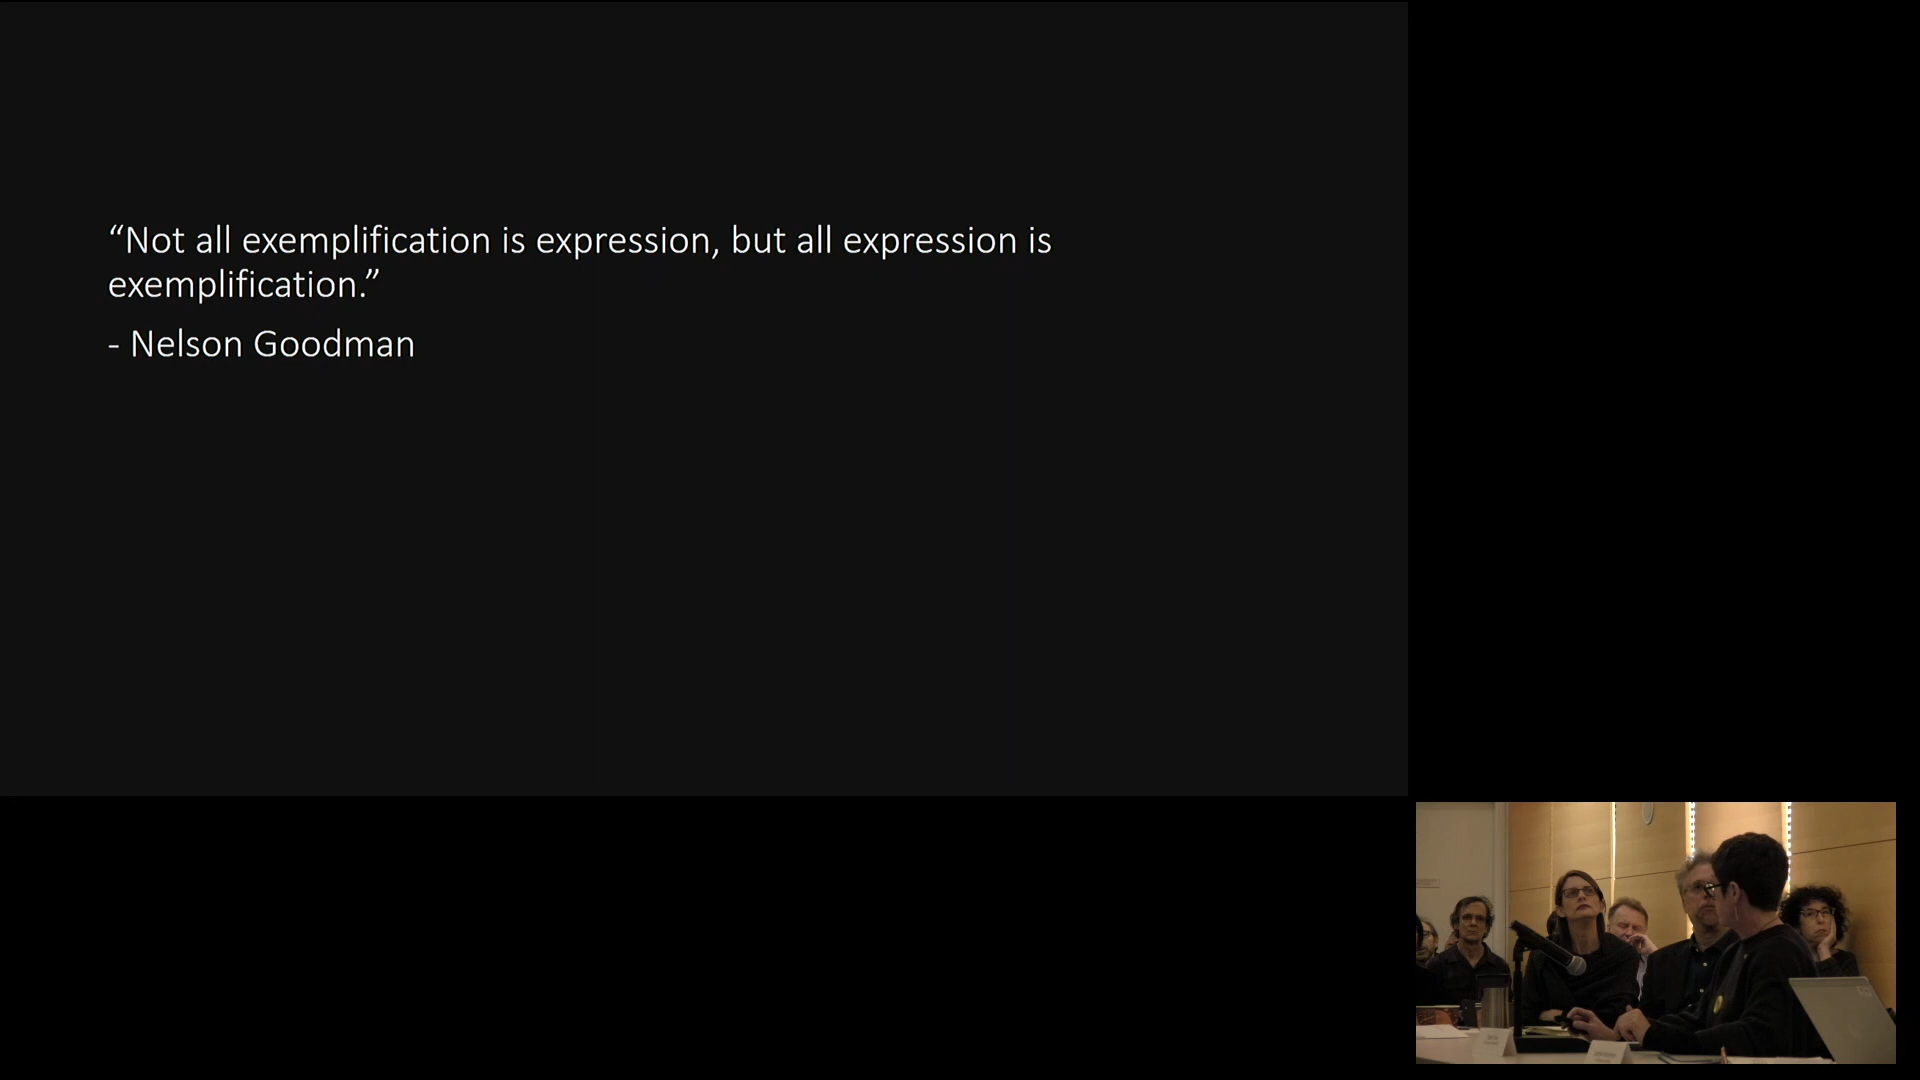 “Not all exemplification is expression, but all expression is
exemplification.”
- Nelson Goodman